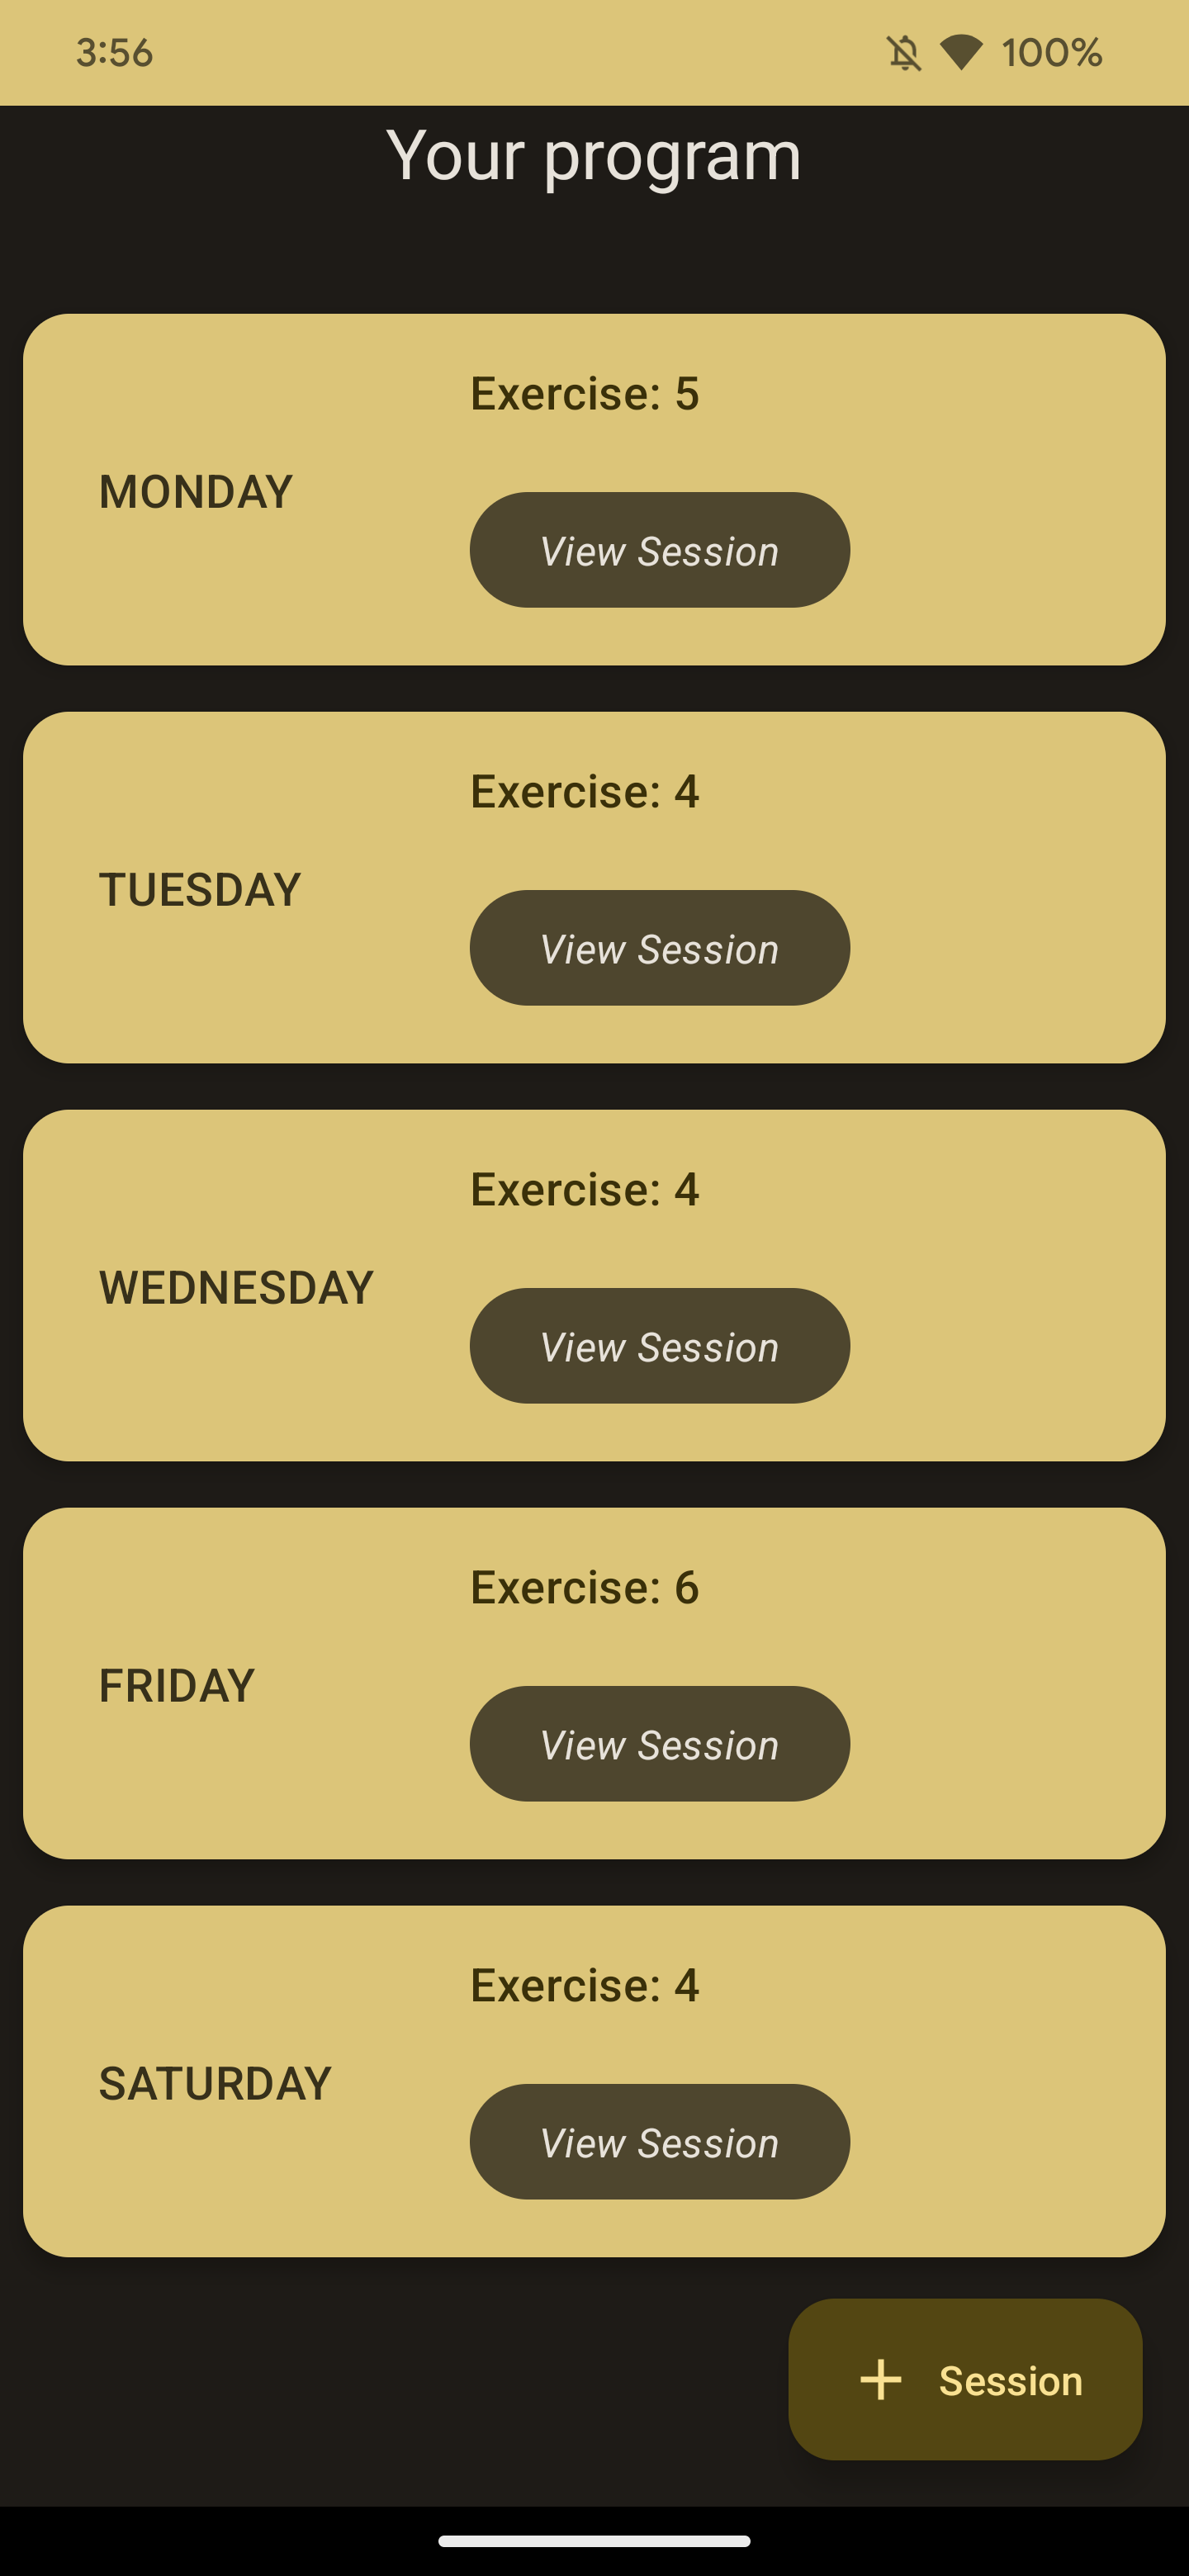 3:56
100%
Your program
Exercise: 5
MONDAY
View Session
Exercise: 4
TUESDAY
View Session
Exercise: 4
WEDNESDAY
View Session
Exercise: 6
FRIDAY
View Session
Exercise: 4
SATURDAY
View Session
+ Session